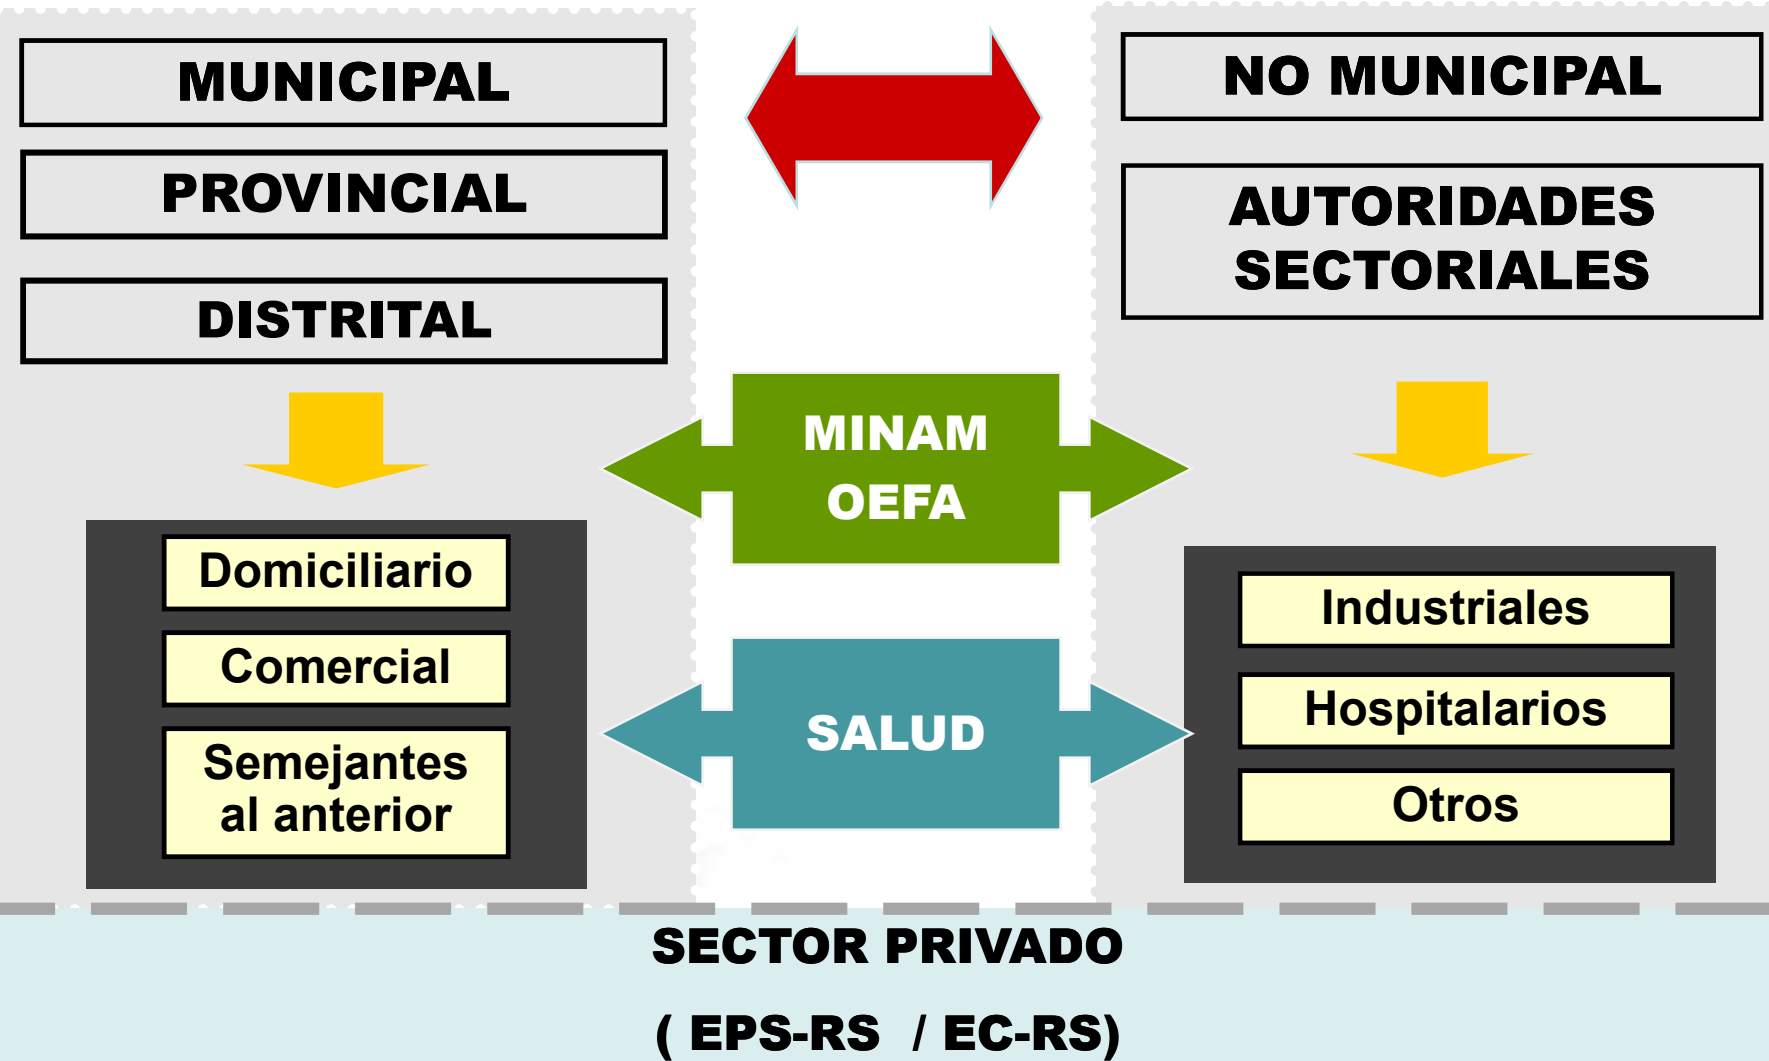 MUNICIPAL
PROVINCIAL
DISTRITAL
Domiciliario
Comercial
Semejantes
al anterior
MINAM
OEFA
SALUD
NO MUNICIPAL
AUTORIDADES
SECTORIALES
Industriales
Hospitalarios
Otros
SECTOR PRIVADO
( EPS-RS / EC-RS)